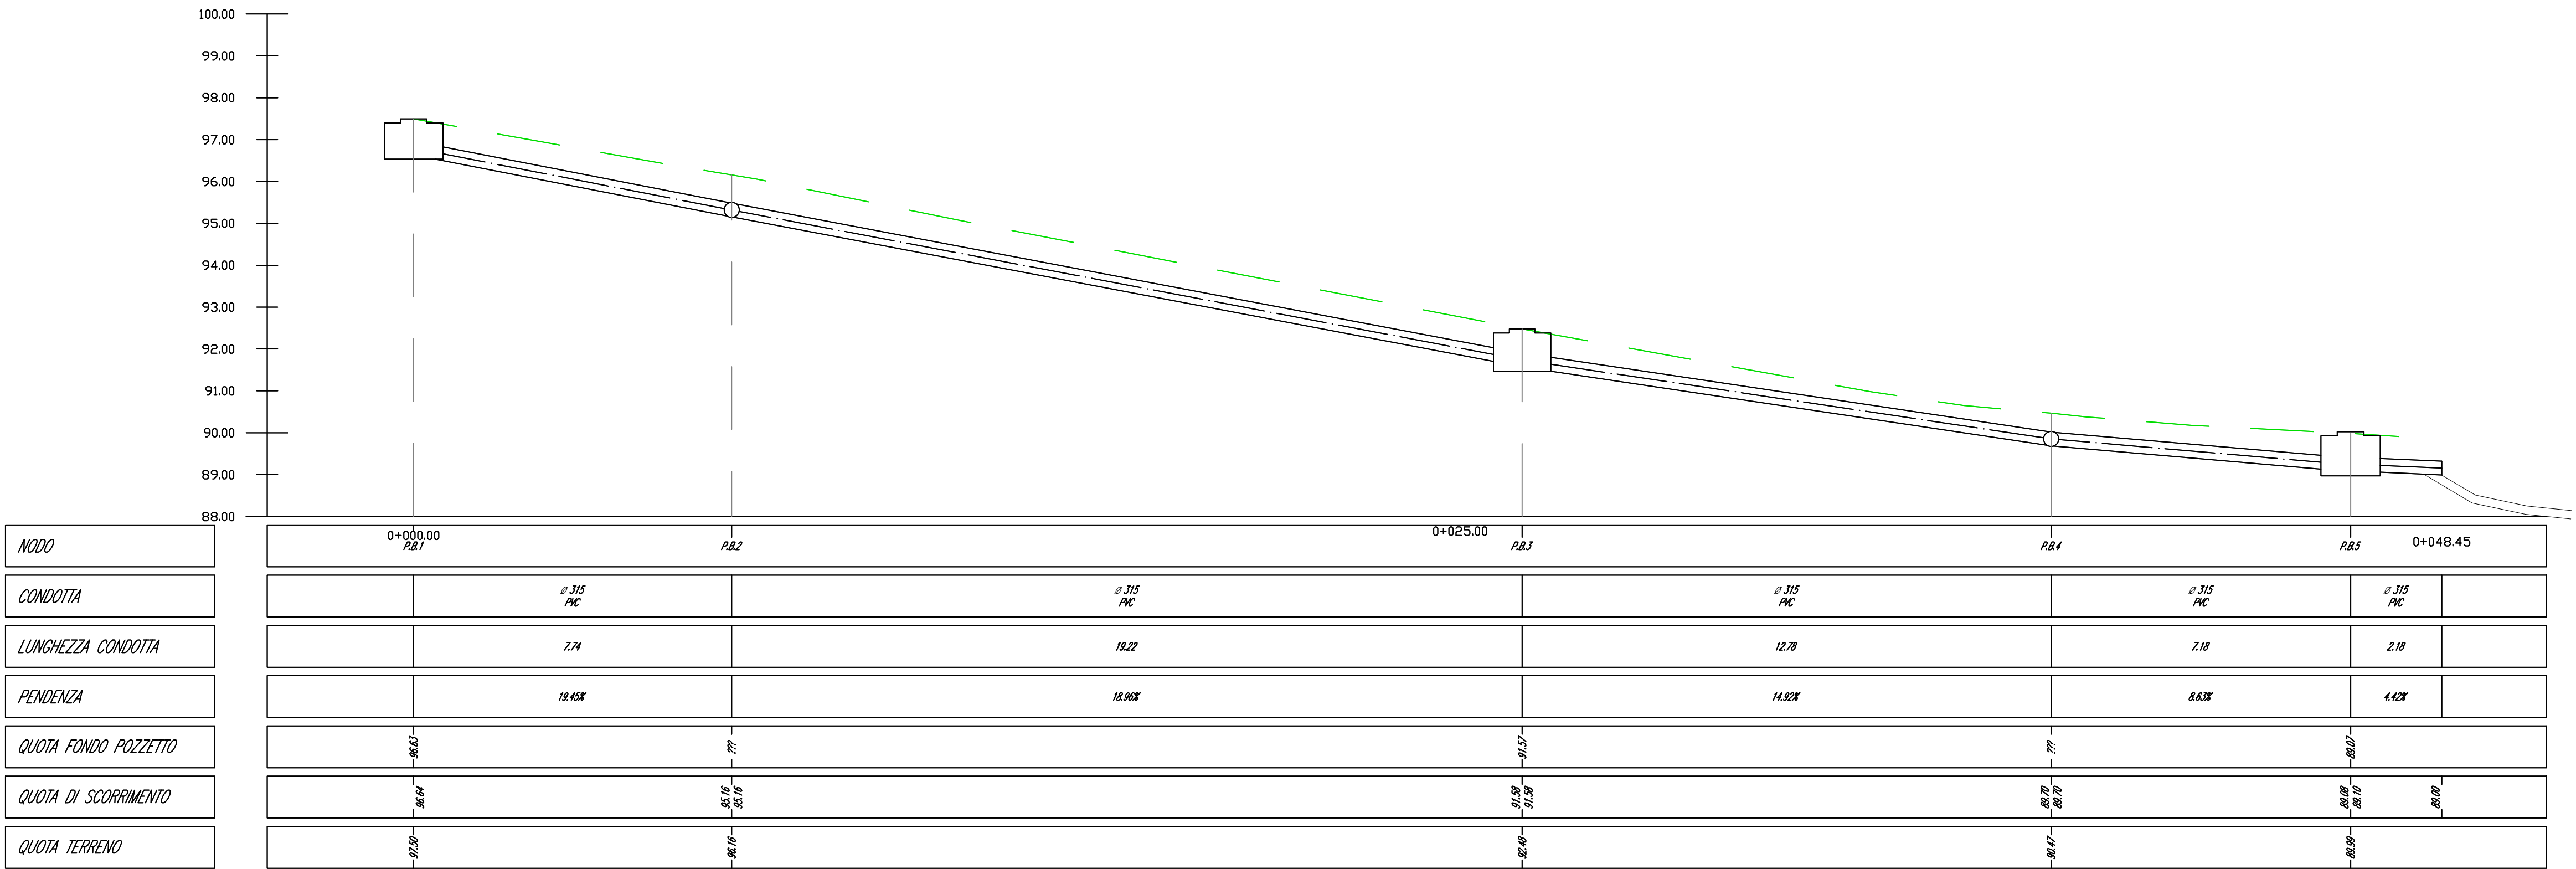 100.00
99.00
98.00
97.00
96.00
95.00
94.00
93.00
92.00
91.00
90.00
89.00
88.00
0+000.00
0+025.00
0+048.45
NODO
P.B.1 P.B.2 P.B.3 P.B.4 P.B.5
CONDOTTA
Ø 315 Ø 315 Ø 315 Ø 315 Ø 315
PVC PVC PVC PVC PVC
LUNGHEZZA CONDOTTA
7.74 19.22 12.78 7.18 2.18
PENDENZA
19.45% 18.96% 14.92% 8.63% 4.42%
QUOTA FONDO POZZETTO
96.63 ??? 91.57 ??? 89.07
QUOTA DI SCORRIMENTO
96.64 95.16 95.16 91.58 91.58 89.70 89.70 89.08 89.10 89.00
QUOTA TERRENO
97.50 96.16 92.48 90.47 89.99